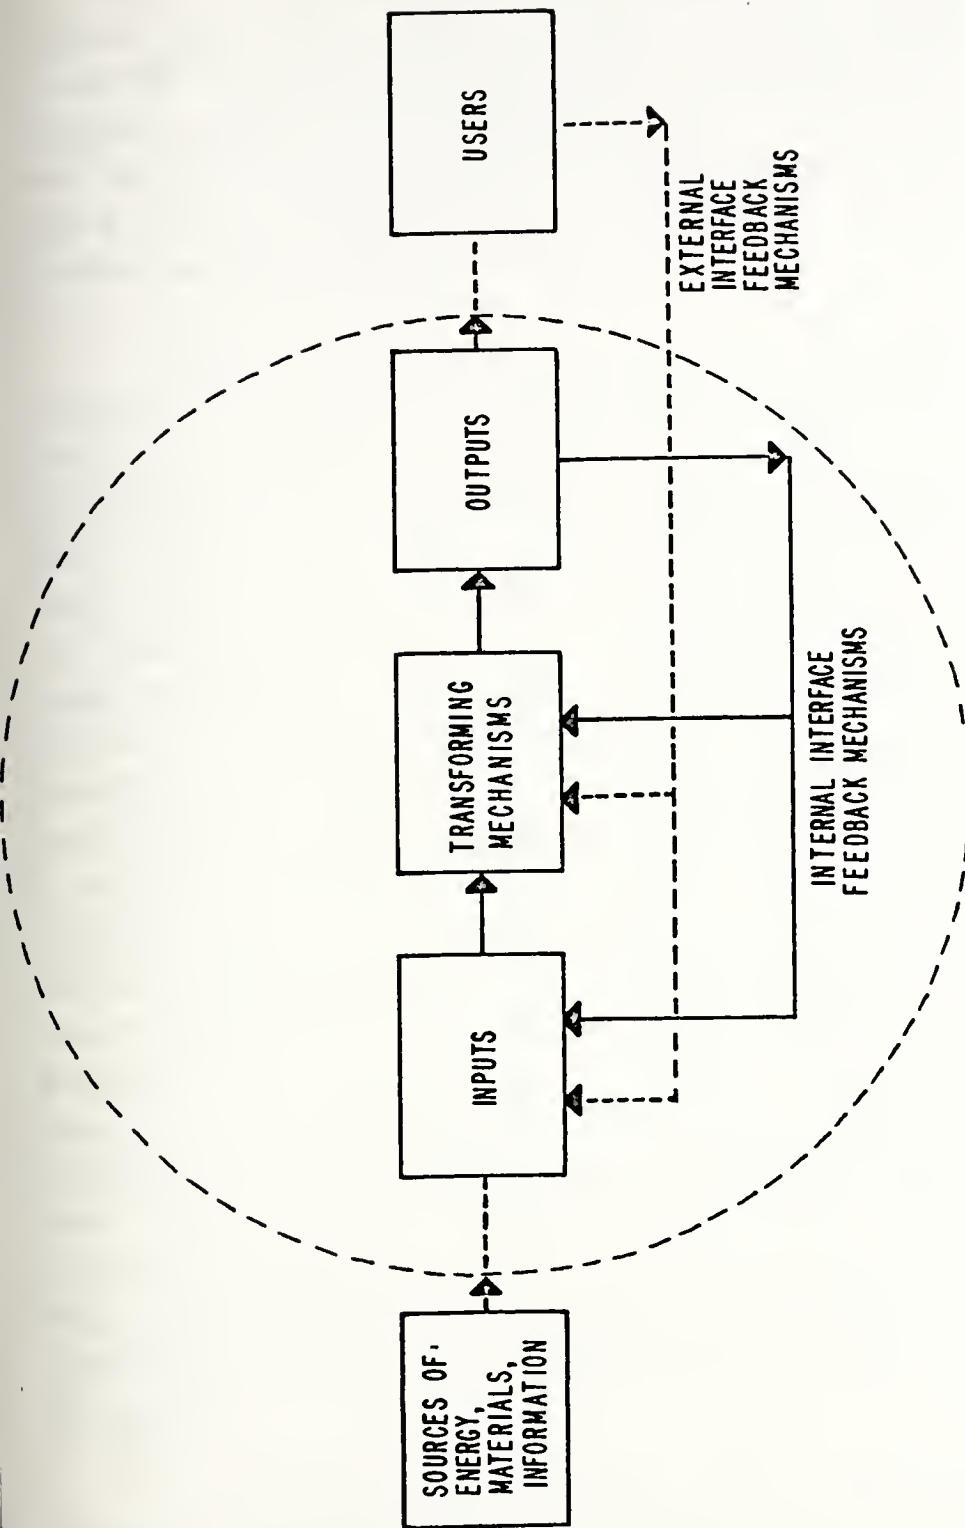 SOURCES OF:
ENERGY,
MATERIALS,
INFORMATION
INPUTS
TRANSFORMING
MECHANISMS
OUTPUTS
USERS
EXTERNAL
INTERFACE
FEEDBACK
MECHANISMS
INTERNAL INTERFACE
FEEDBACK MECHANISMS